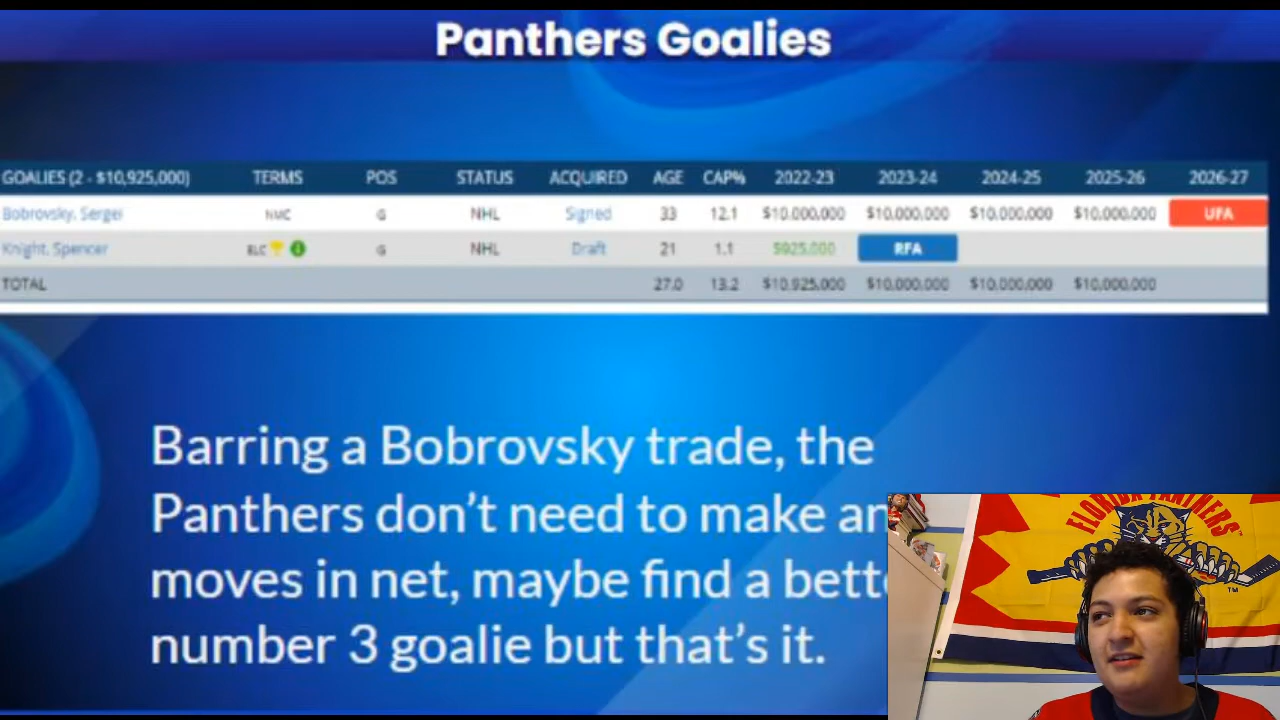 Panthers Goalies
GOALIES (2 - $10,925,000) TERMS POS STATUS ACQUIRED AGE CAP% 2022-23 2023-24 2024-25 2025-26 2026-27
Bobrovsky, Sergei NMC G NHL Signed 33 12.1 $10,000,000 $10,000,000 $10,000,000 $10,000,000 UFA
Knight, Spencer ELC G NHL Draft 21 1.1 $925,000 RFA
TOTAL 27.0 13.2 $10,925,000 $10,000,000 $10,000,000 $10,000,000
Barring a Bobrovsky trade, the
Panthers don't need to make an
moves in net, maybe find a bett
number 3 goalie but that's it.
FLORIDA PANTHERS
TM